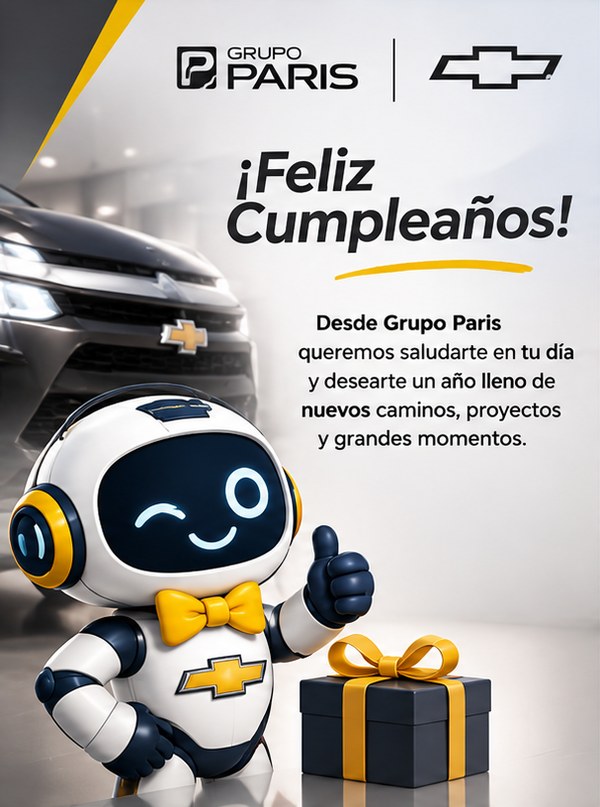 GRUPO
PARIS
¡Feliz
Cumpleaños!
Desde Grupo Paris
queremos saludarte en tu día
y desearte un año lleno de
nuevos caminos, proyectos
y grandes momentos.